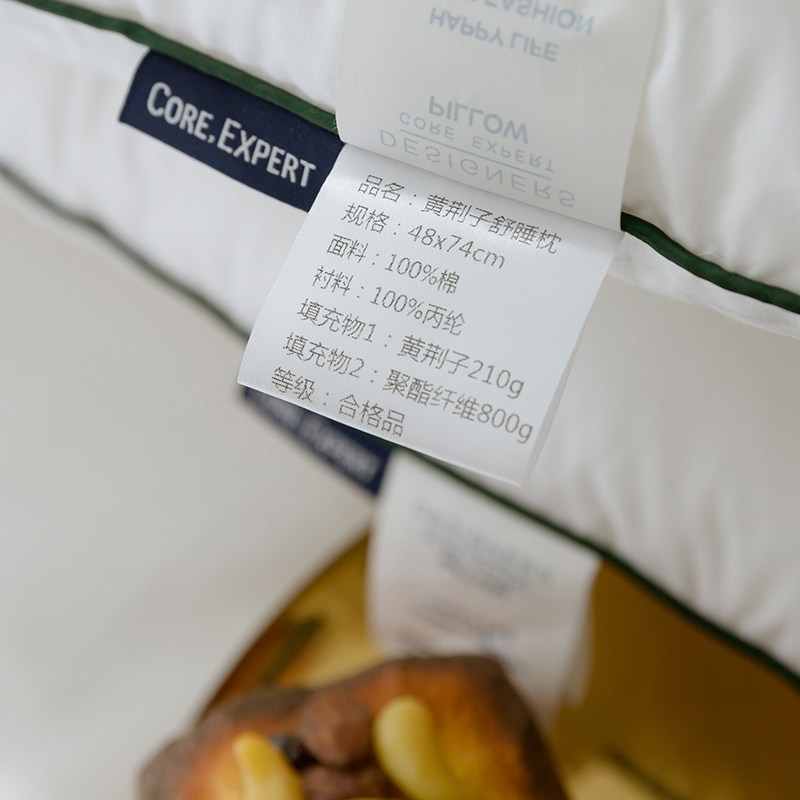 FASHION
HAPPY LIFE
PILLOW
CORE EXPERT
DESIGNERS
CORE, EXPERT
品名：黄荆子舒睡枕
规格：48x74cm
面料：100%棉
衬料：100%丙纶
填充物1：黄荆子210g
填充物2：聚酯纤维800g
等级：合格品